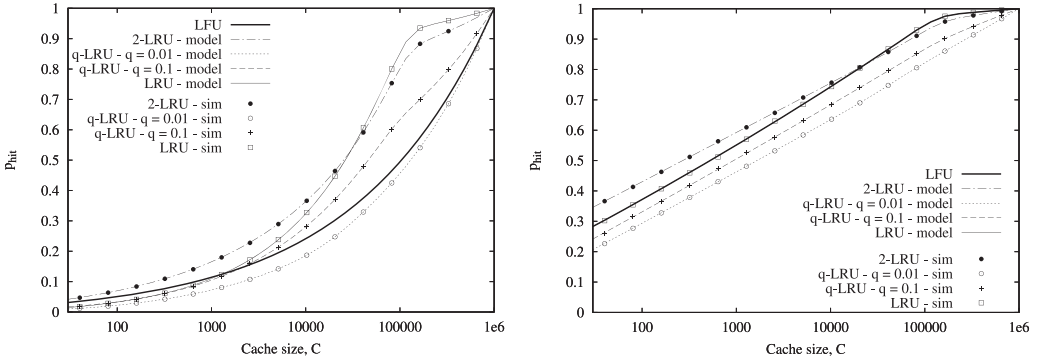 LFU
2-LRU - model
q-LRU - q = 0.01 - model
q-LRU - q = 0.1 - model
LRU - model
2-LRU - sim
q-LRU - q = 0.01 - sim
q-LRU - q = 0.1 - sim
LRU - sim
1
0.9
0.8
0.7
0.6
0.5
0.4
0.3
0.2
0.1
0
phit
100
1000
10000
100000
1e6
Cache size, C
1
0.9
0.8
0.7
0.6
0.5
0.4
0.3
0.2
0.1
0
phit
LFU
2-LRU - model
q-LRU - q = 0.01 - model
q-LRU - q = 0.1 - model
LRU - model
2-LRU - sim
q-LRU - q = 0.01 - sim
q-LRU - q = 0.1 - sim
LRU - sim
100
1000
10000
100000
1e6
Cache size, C